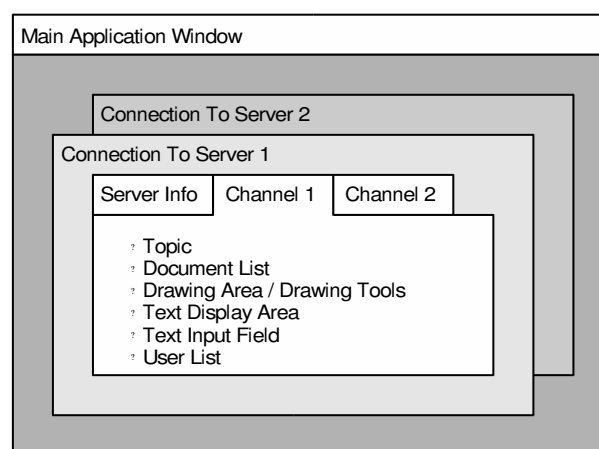 Main Application Window
Connection To Server 2
Connection To Server 1
Server Info Channel 1 Channel 2
? Topic
? Document List
? Drawing Area / Drawing Tools
? Text Display Area
? Text Input Field
? User List